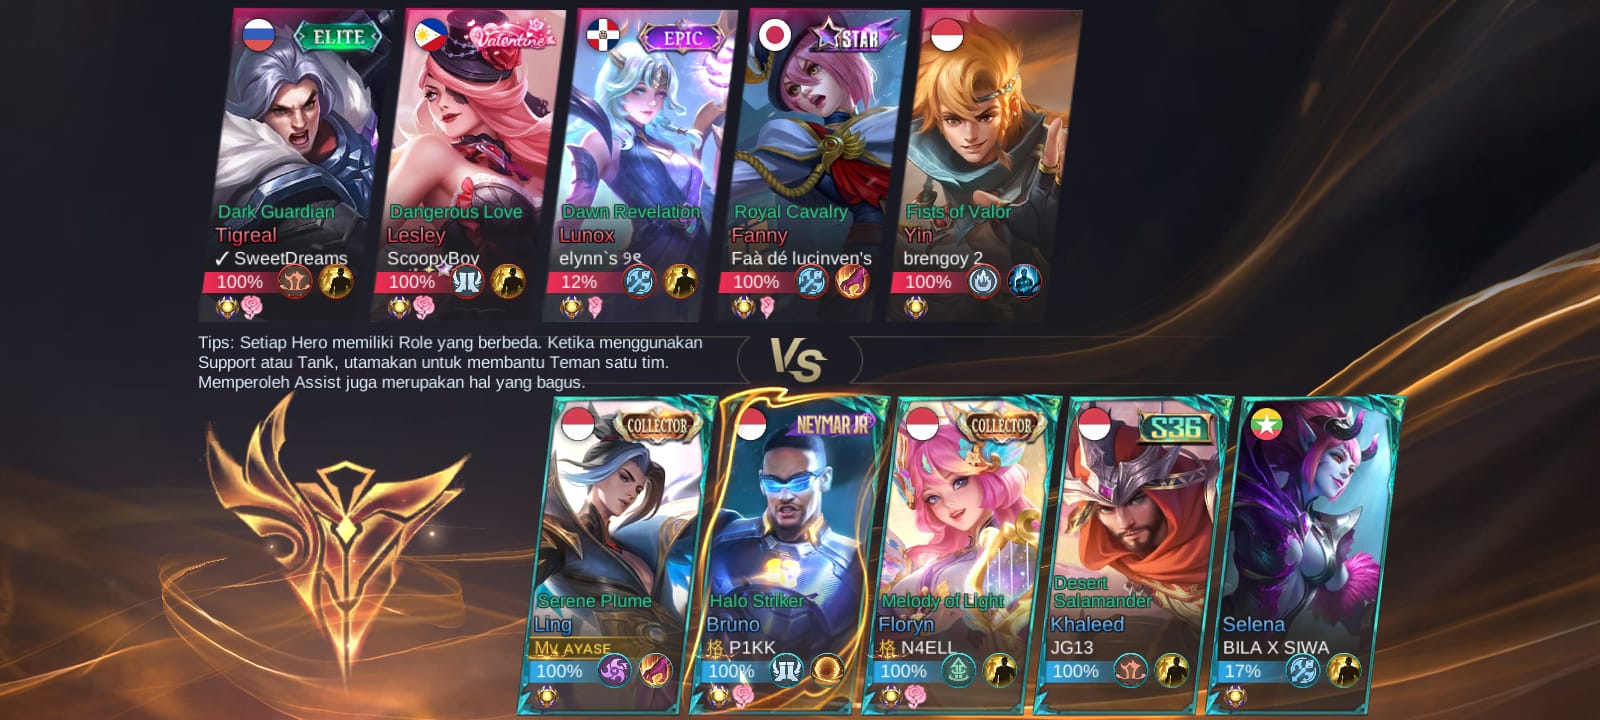 ELITE
Valentine
EPIC
STAR
Dark Guardian
Tigreal
✓ SweetDreams
100%
Dangerous Love
Lesley
ScoopyBoy
100%
Dawn Revelation
Lunox
elynn`s
12%
Royal Cavalry
Fanny
Faà dé lucinven's
100%
Fists of Valor
Yin
brengoy 2
100%
Tips: Setiap Hero memiliki Role yang berbeda. Ketika menggunakan
Support atau Tank, utamakan untuk membantu Teman satu tim.
Memperoleh Assist juga merupakan hal yang bagus.
VS
COLLECTOR
NEYMAR JR
COLLECTOR
S36
Serene Plume
Ling
Mv AYASE
100%
Halo Striker
Bruno
格 P1KK
100%
Melody of Light
Floryn
格 N4ELL
100%
Desert
Salamander
Khaleed
JG13
100%
Selena
BILA X SIWA
17%